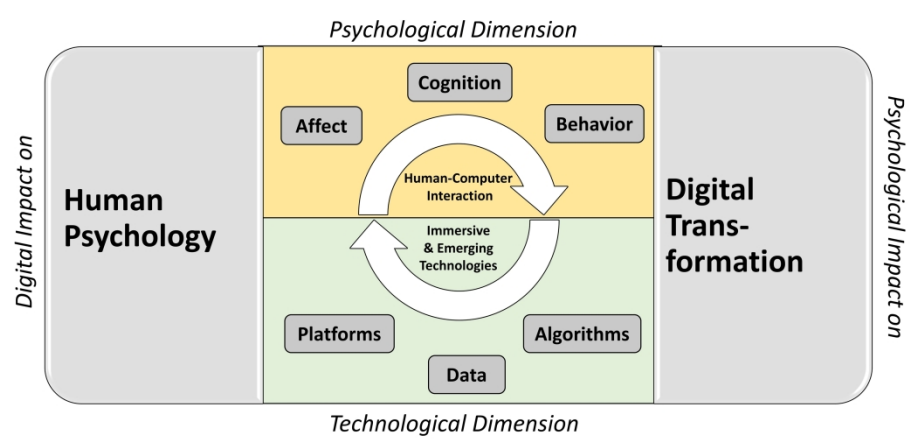 Psychological Dimension
Digital Impact on
Human
Psychology
Cognition
Affect
Behavior
Human-Computer
Interaction
Immersive
& Emerging
Technologies
Platforms
Algorithms
Data
Digital
Trans-
formation
Psychological Impact on
Technological Dimension